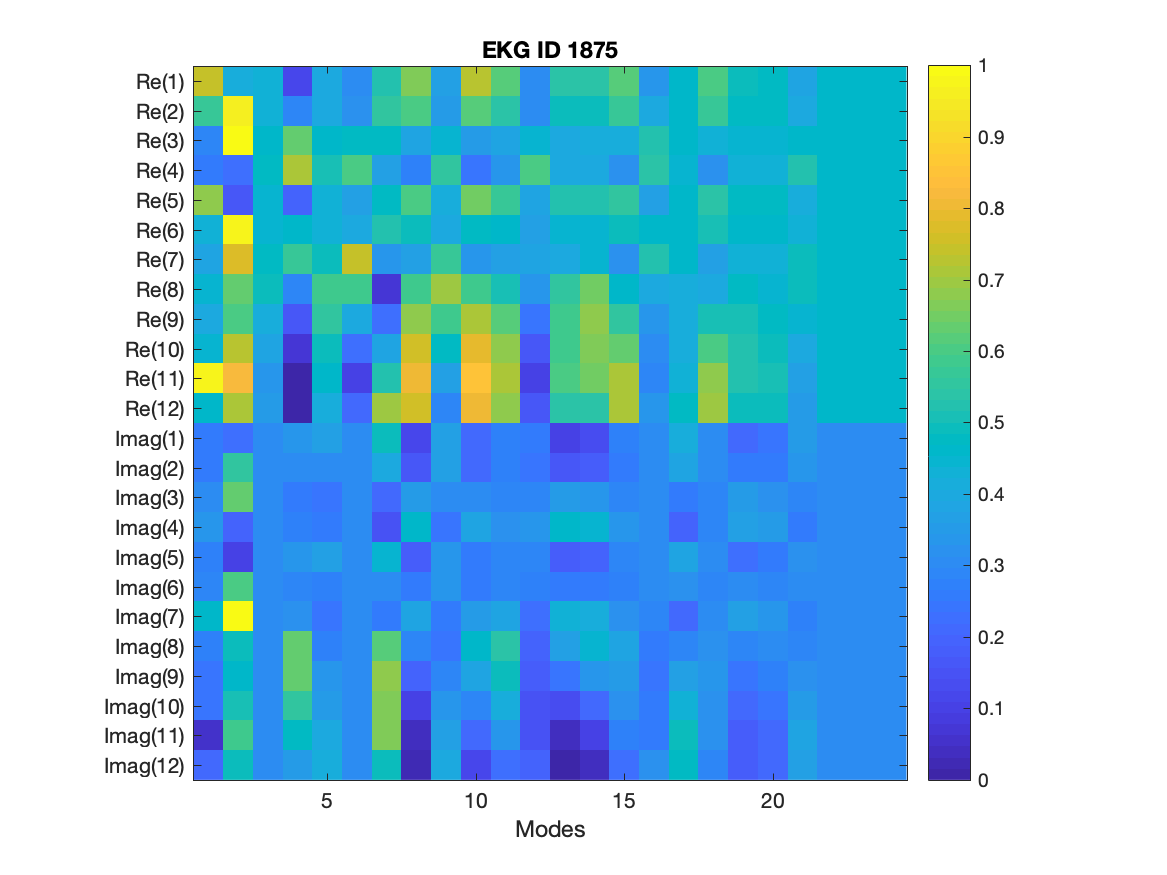 EKG ID 1875
Re(1)
Re(2)
Re(3)
Re(4)
Re(5)
Re(6)
Re(7)
Re(8)
Re(9)
Re(10)
Re(11)
Re(12)
Imag(1)
Imag(2)
Imag(3)
Imag(4)
Imag(5)
Imag(6)
Imag(7)
Imag(8)
Imag(9)
Imag(10)
Imag(11)
Imag(12)
5 10 15 20
Modes
1
0.9
0.8
0.7
0.6
0.5
0.4
0.3
0.2
0.1
0